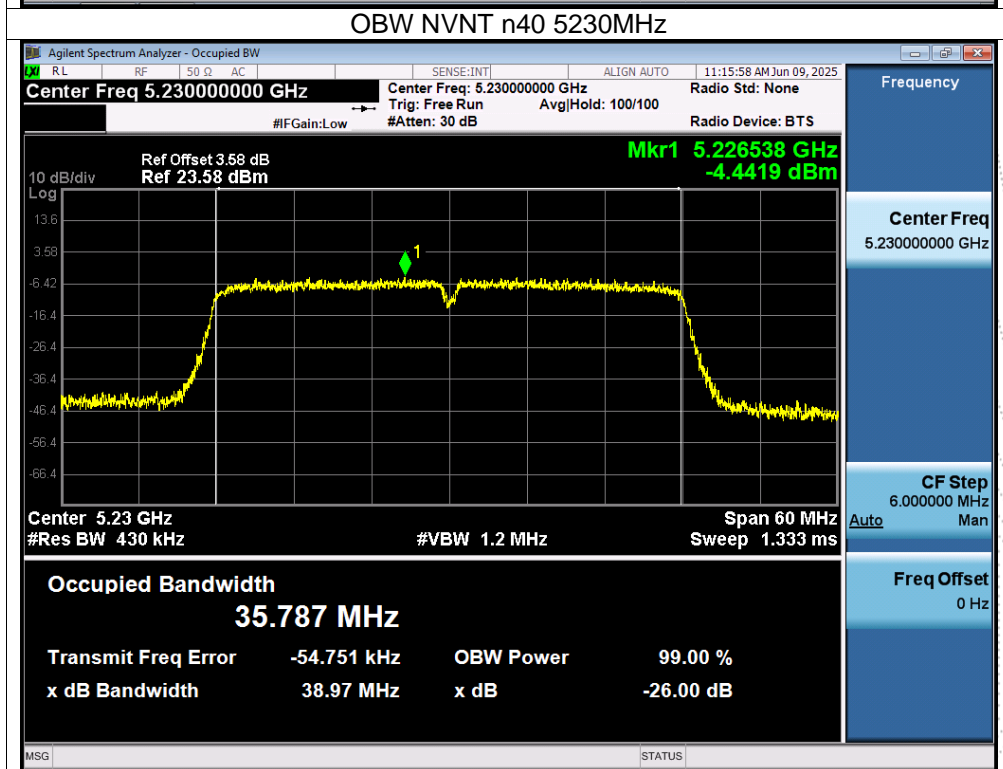 OBW NVNT n40 5230MHz
Agilent Spectrum Analyzer - Occupied BW
LXI RL RF 50 Ω AC SENSE:INT ALIGN AUTO 11:15:58 AM Jun 09, 2025
Center Freq 5.230000000 GHz
Center Freq: 5.230000000 GHz
Radio Std: None
Trig: Free Run Avg|Hold: 100/100
#IFGain:Low #Atten: 30 dB Radio Device: BTS
Mkr1 5.226538 GHz
-4.4419 dBm
Ref Offset 3.58 dB
10 dB/div Ref 23.58 dBm
Log
13.6
3.58
-6.42
-16.4
-26.4
-36.4
-46.4
-56.4
-66.4
1
Center 5.23 GHz Span 60 MHz
#Res BW 430 kHz #VBW 1.2 MHz Sweep 1.333 ms
Occupied Bandwidth
35.787 MHz
Transmit Freq Error -54.751 kHz OBW Power 99.00 %
x dB Bandwidth 38.97 MHz x dB -26.00 dB
MSG STATUS
Frequency
Center Freq
5.230000000 GHz
CF Step
6.000000 MHz
Auto Man
Freq Offset
0 Hz